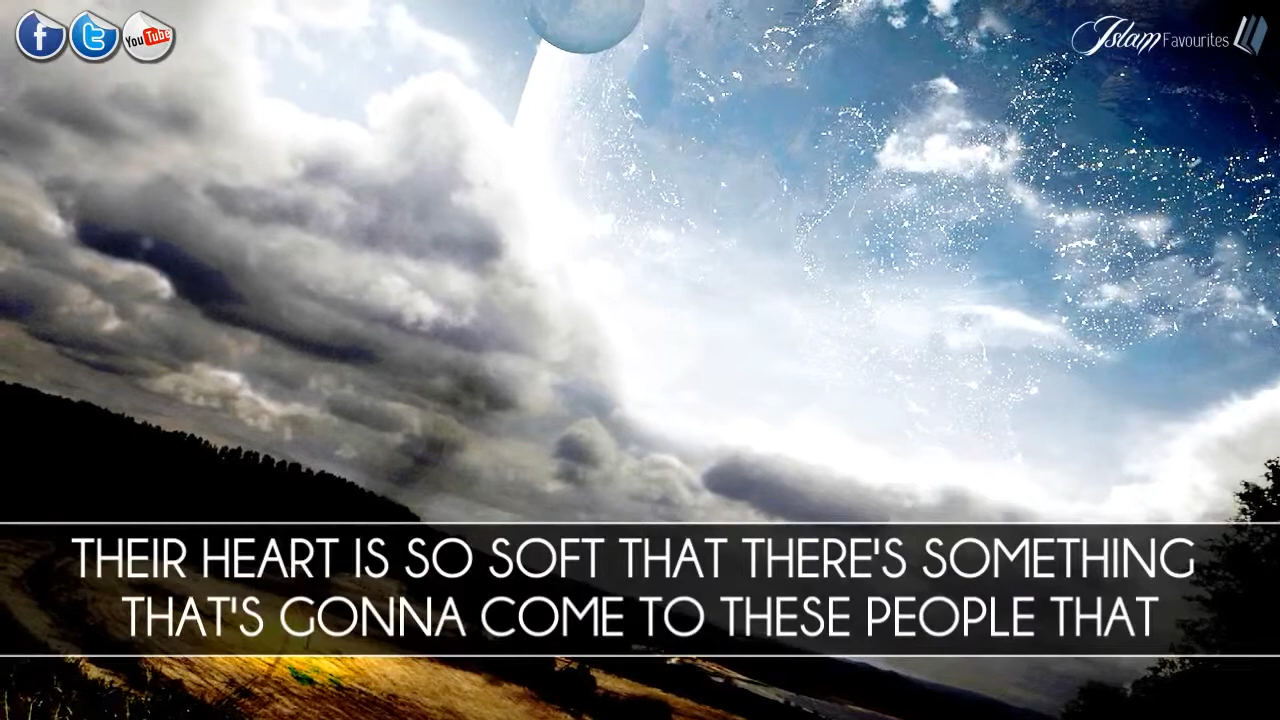 f t You Tube
Islam Favourites
THEIR HEART IS SO SOFT THAT THERE'S SOMETHING
THAT'S GONNA COME TO THESE PEOPLE THAT